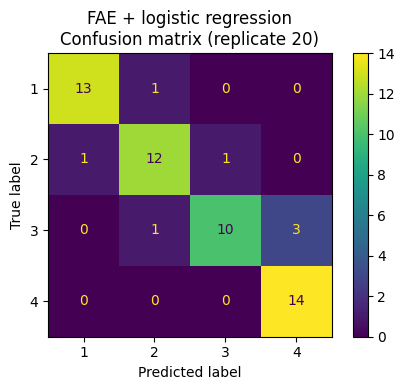 FAE + logistic regression
Confusion matrix (replicate 20)
True label
1 13 1 0 0
2 1 12 1 0
3 0 1 10 3
4 0 0 0 14
1 2 3 4
Predicted label
14
12
10
8
6
4
2
0